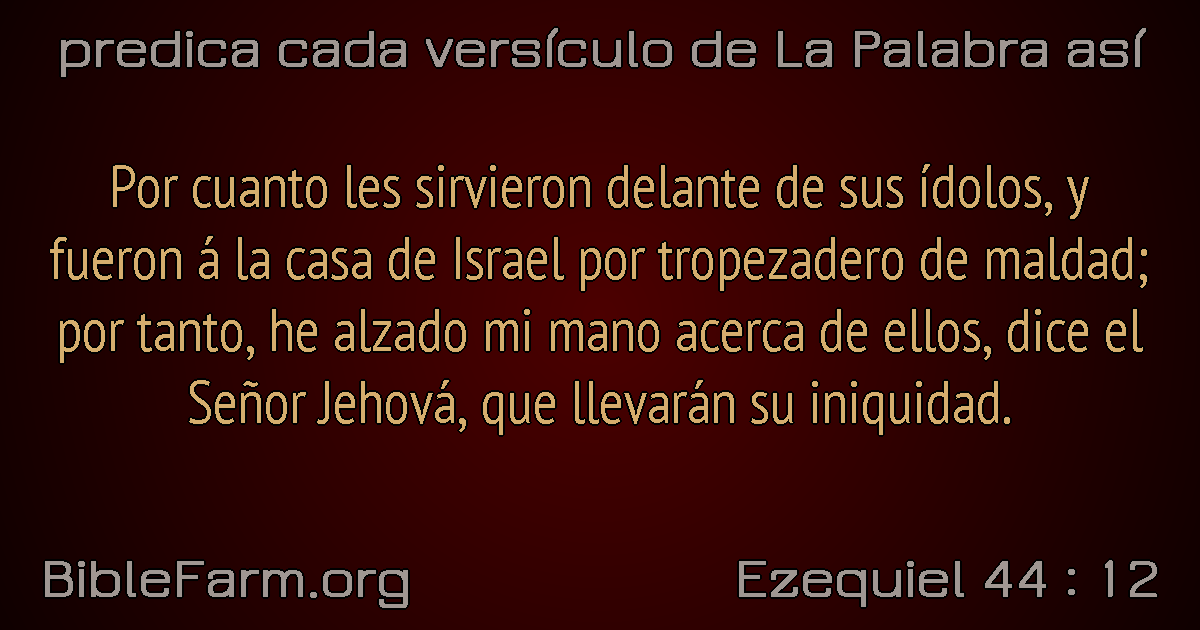 predica cada versículo de La Palabra así
Por cuanto les sirvieron delante de sus ídolos, y
fueron á la casa de Israel por tropezadero de maldad;
por tanto, he alzado mi mano acerca de ellos, dice el
Señor Jehová, que llevarán su iniquidad.
BibleFarm.org
Ezequiel 44 : 12